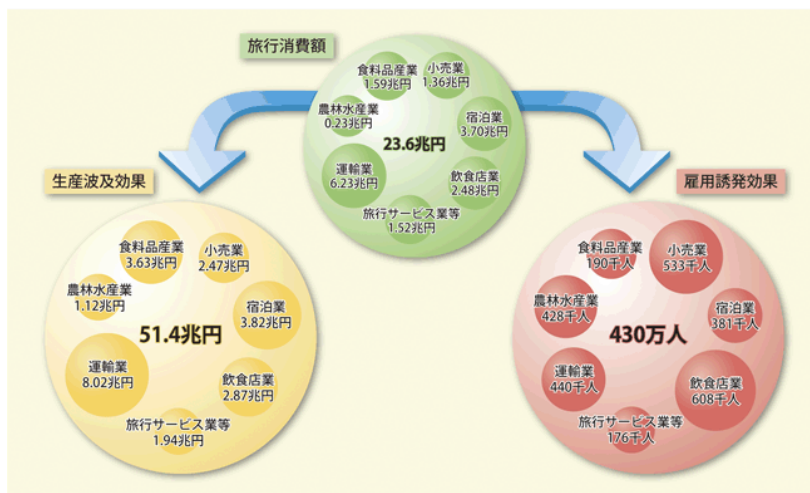 旅行消費額
食料品産業
1.59兆円
小売業
1.36兆円
農林水産業
0.23兆円
宿泊業
3.70兆円
23.6兆円
運輸業
6.23兆円
飲食店業
2.48兆円
旅行サービス業等
1.52兆円
生産波及効果
食料品産業
3.63兆円
小売業
2.47兆円
農林水産業
1.12兆円
宿泊業
3.82兆円
51.4兆円
運輸業
8.02兆円
飲食店業
2.87兆円
旅行サービス業等
1.94兆円
雇用誘発効果
食料品産業
190千人
小売業
533千人
農林水産業
428千人
宿泊業
381千人
430万人
運輸業
440千人
飲食店業
608千人
旅行サービス業等
176千人